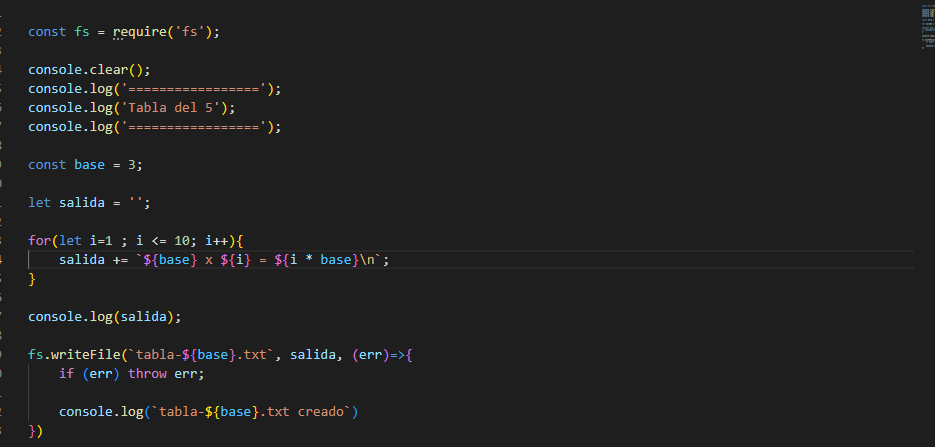 const fs = require('fs');
console.clear();
console.log('=================');
console.log('Tabla del 5');
console.log('=================');
const base = 3;
let salida = '';
for(let i=1 ; i <= 10; i++){
salida += `${base} x ${i} = ${i * base}\n`;
}
console.log(salida);
fs.writeFile(`tabla-${base}.txt`, salida, (err)=>{
if (err) throw err;
console.log(`tabla-${base}.txt creado`)
})